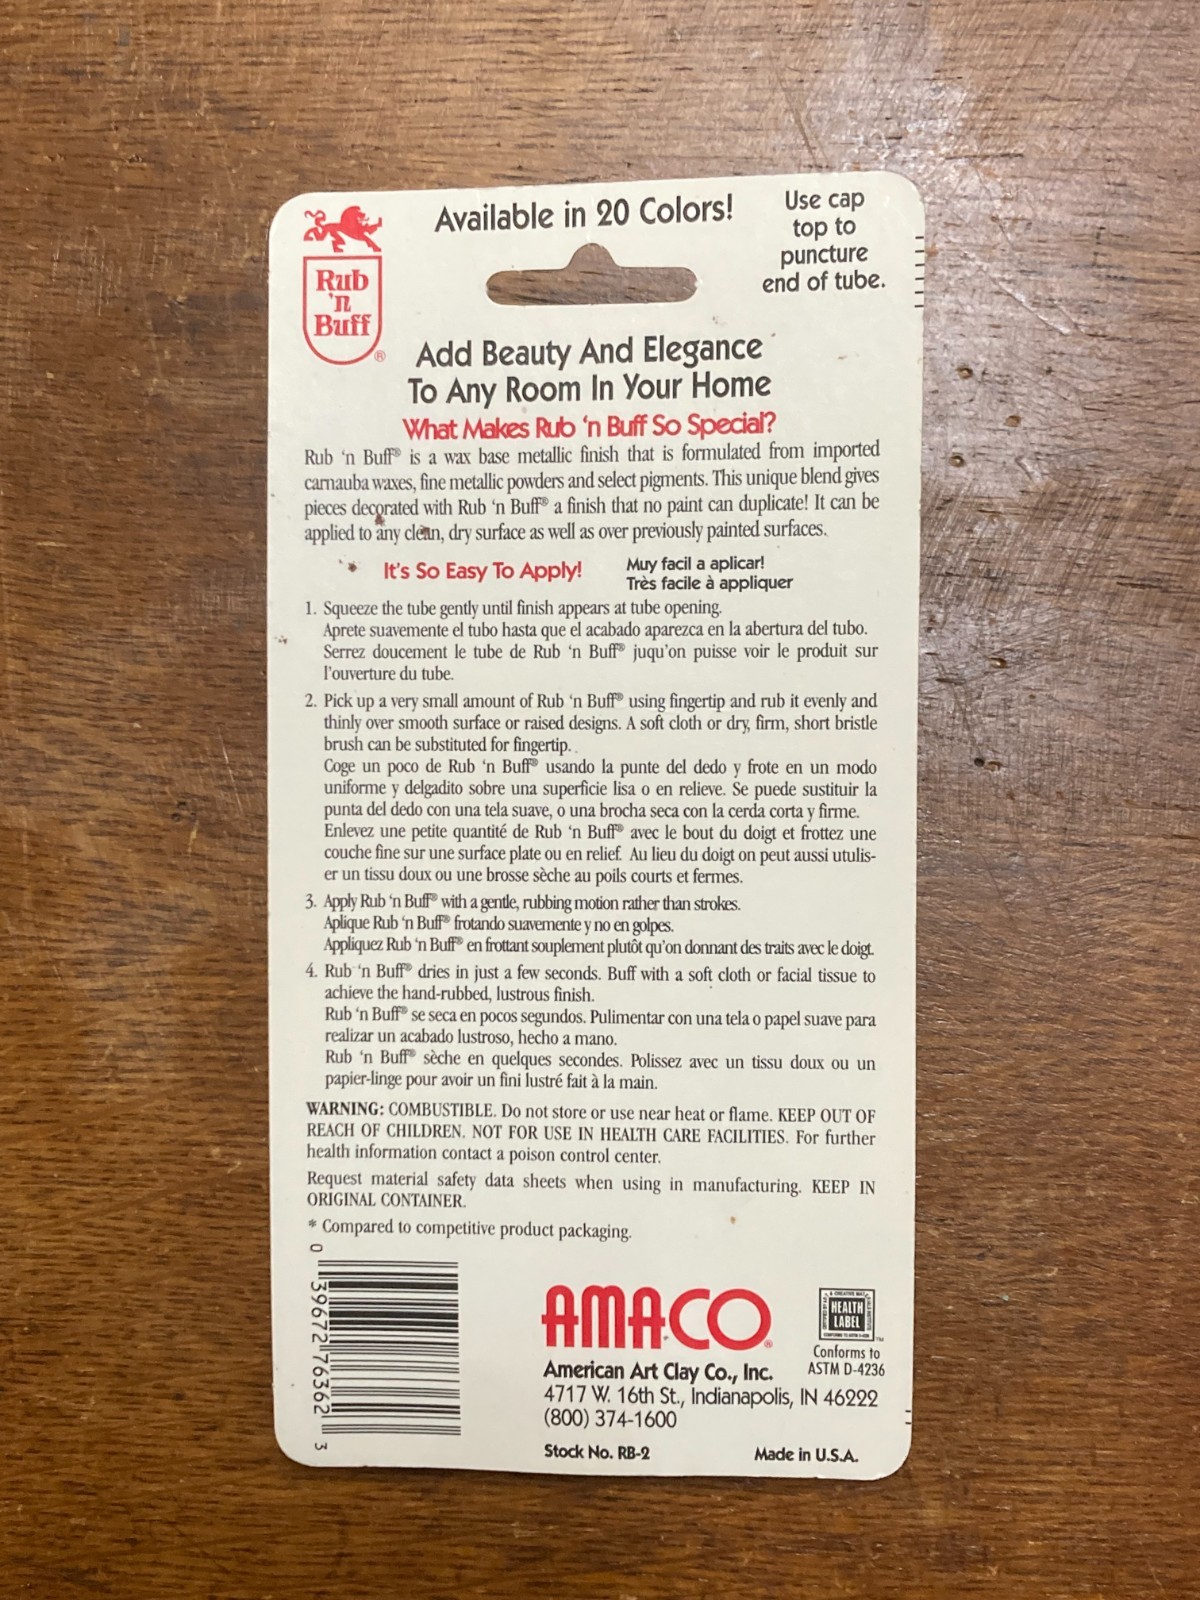 Rub
'n
Buff®
Available in 20 Colors!
Use cap
top to
puncture
end of tube.
Add Beauty And Elegance
To Any Room In Your Home
What Makes Rub 'n Buff So Special?
Rub 'n Buff® is a wax base metallic finish that is formulated from imported
carnauba waxes, fine metallic powders and select pigments. This unique blend gives
pieces decorated with Rub 'n Buff® a finish that no paint can duplicate! It can be
applied to any clean, dry surface as well as over previously painted surfaces.
It's So Easy To Apply!
Muy facil a aplicar!
Très facile à appliquer
1. Squeeze the tube gently until finish appears at tube opening.
Aprete suavemente el tubo hasta que el acabado aparezca en la abertura del tubo.
Serrez doucement le tube de Rub 'n Buff® juqu'on puisse voir le produit sur
l'ouverture du tube.
2. Pick up a very small amount of Rub 'n Buff® using fingertip and rub it evenly and
thinly over smooth surface or raised designs. A soft cloth or dry, firm, short bristle
brush can be substituted for fingertip.
Coge un poco de Rub 'n Buff® usando la punte del dedo y frote en un modo
uniforme y delgadito sobre una superficie lisa o en relieve. Se puede sustituir la
punta del dedo con una tela suave, o una brocha seca con la cerda corta y firme.
Enlevez une petite quantité de Rub 'n Buff® avec le bout du doigt et frottez une
couche fine sur une surface plate ou en relief. Au lieu du doigt on peut aussi utulis-
er un tissu doux ou une brosse sèche au poils courts et fermes.
3. Apply Rub 'n Buff® with a gentle, rubbing motion rather than strokes.
Aplique Rub 'n Buff® frotando suavemente y no en golpes.
Appliquez Rub 'n Buff® en frottant souplement plutôt qu'on donnant des traits avec le doigt.
4. Rub 'n Buff® dries in just a few seconds. Buff with a soft cloth or facial tissue to
achieve the hand-rubbed, lustrous finish.
Rub 'n Buff® se seca en pocos segundos. Pulimentar con una tela o papel suave para
realizar un acabado lustroso, hecho a mano.
Rub 'n Buff® sèche en quelques secondes. Polissez avec un tissu doux ou un
papier-linge pour avoir un fini lustré fait à la main.
WARNING: COMBUSTIBLE. Do not store or use near heat or flame. KEEP OUT OF
REACH OF CHILDREN. NOT FOR USE IN HEALTH CARE FACILITIES. For further
health information contact a poison control center.
Request material safety data sheets when using in manufacturing. KEEP IN
ORIGINAL CONTAINER.
* Compared to competitive product packaging.
0 39672 76362 3
AMACO®
American Art Clay Co., Inc.
4717 W. 16th St., Indianapolis, IN 46222
(800) 374-1600
Stock No. RB-2
Made in U.S.A.
HEALTH
LABEL
TM
Conforms to
ASTM D-4236